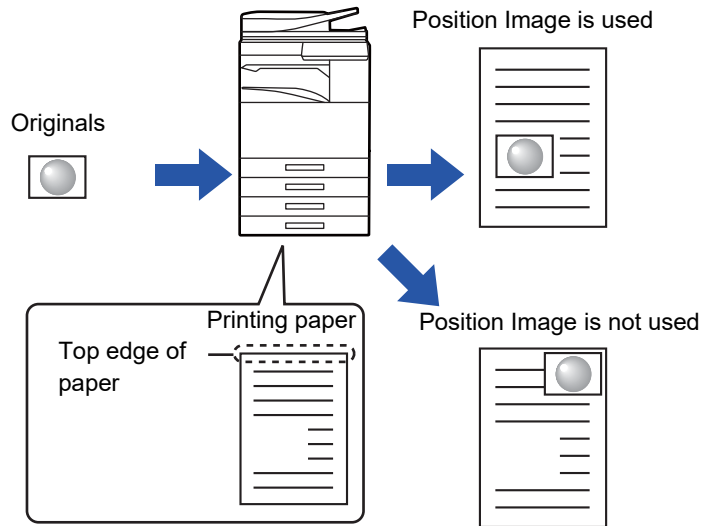 Position Image is used
Originals
Printing paper
Top edge of
paper
Position Image is not used